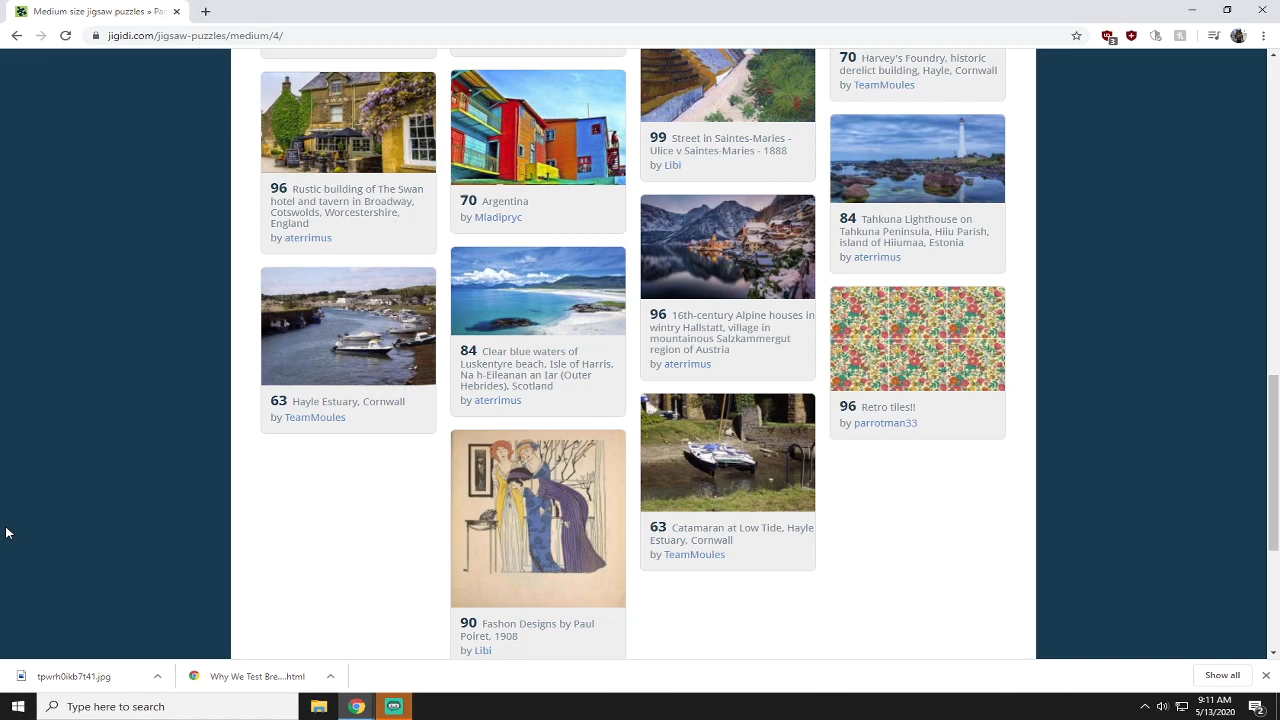 Medium size jigsaw puzzles » Pa
jigidi.com/jigsaw-puzzles/medium/4/
3
96 Rustic building of The Swan
hotel and tavern in Broadway,
Cotswolds, Worcestershire,
England
by aterrimus
63 Hayle Estuary, Cornwall
by TeamMoules
70 Argentina
by Mladipryc
84 Clear blue waters of
Luskentyre beach, Isle of Harris,
Na h-Eileanan an Iar (Outer
Hebrides), Scotland
by aterrimus
90 Fashon Designs by Paul
Poiret, 1908
by Libi
99 Street in Saintes-Maries -
Ulice v Saintes-Maries - 1888
by Libi
96 16th-century Alpine houses in
wintry Hallstatt, village in
mountainous Salzkammergut
region of Austria
by aterrimus
63 Catamaran at Low Tide, Hayle
Estuary, Cornwall
by TeamMoules
70 Harvey's Foundry, historic
derelict building, Hayle, Cornwall
by TeamMoules
84 Tahkuna Lighthouse on
Tahkuna Peninsula, Hiiu Parish,
island of Hiiumaa, Estonia
by aterrimus
96 Retro tiles!!
by parrotman33
tpwrh0ikb7t41.jpg
Why We Test Bre....html
Show all
Type here to search
9:11 AM
5/13/2020
2